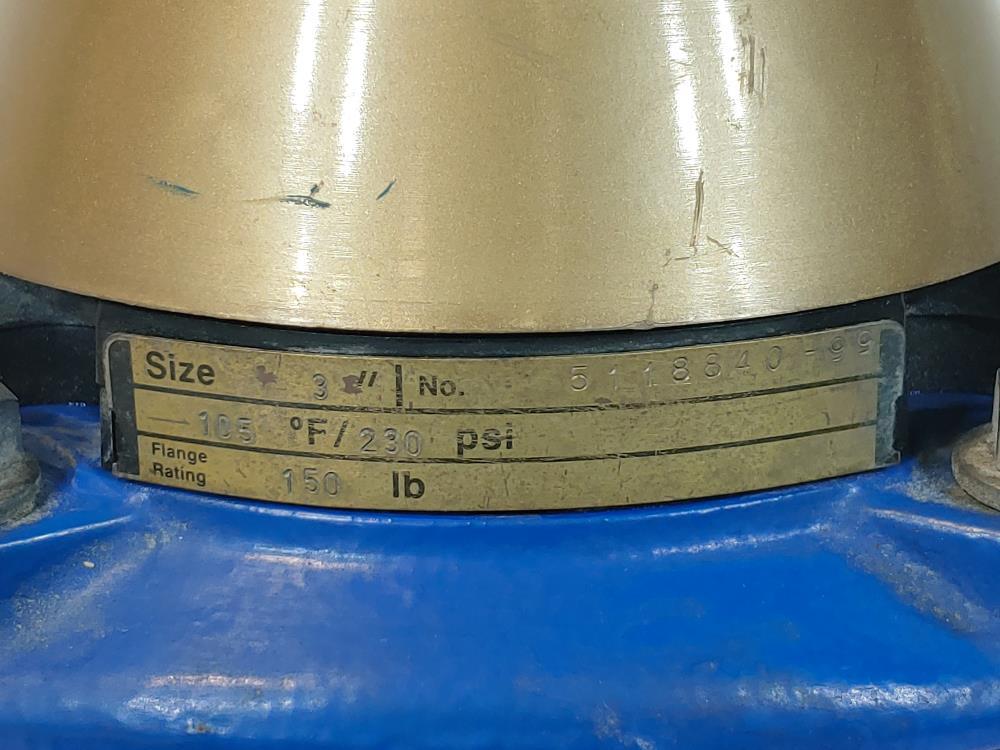 Size 3" No. 5118840-99
-105 °F/230 psi
Flange
Rating 150 lb